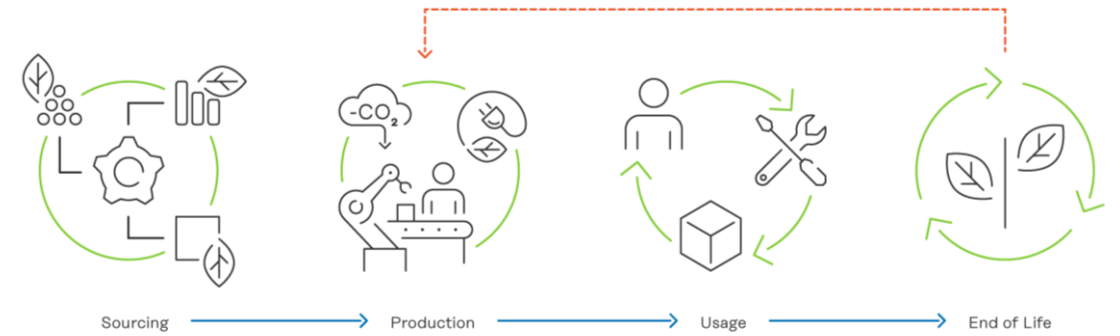 -CO₂
Sourcing
Production
Usage
End of Life